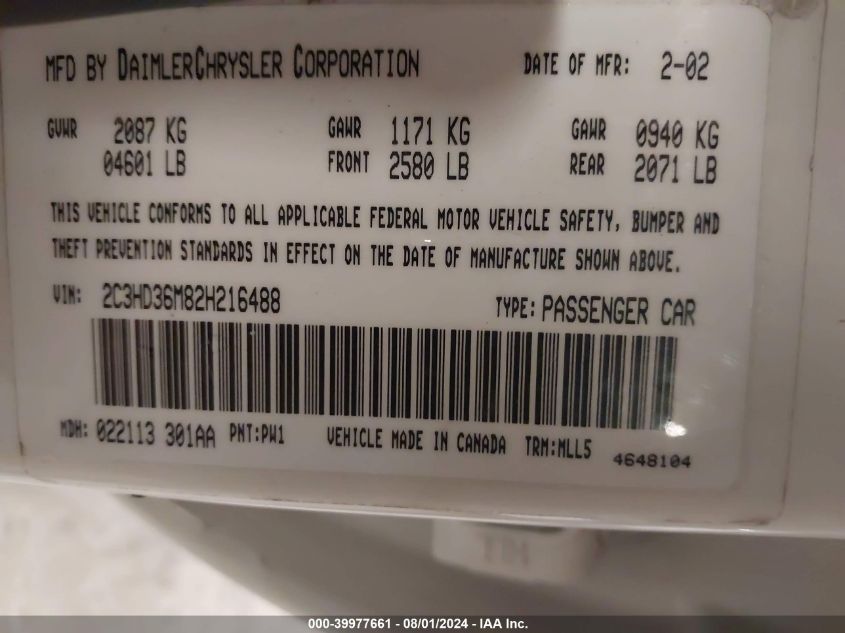 MFD BY DAIMLERCHRYSLER CORPORATION DATE OF MFR: 2-02
GVWR 2087 KG GAWR 1171 KG GAWR 0940 KG
04601 LB FRONT 2580 LB REAR 2071 LB
THIS VEHICLE CONFORMS TO ALL APPLICABLE FEDERAL MOTOR VEHICLE SAFETY, BUMPER AND
THEFT PREVENTION STANDARDS IN EFFECT ON THE DATE OF MANUFACTURE SHOWN ABOVE.
VIN: 2C3HD36M82H216488 TYPE: PASSENGER CAR
MDH: 022113 301AA PNT:PW1 VEHICLE MADE IN CANADA TRM:MLL5 4648104
000-39977661 - 08/01/2024 - IAA Inc.